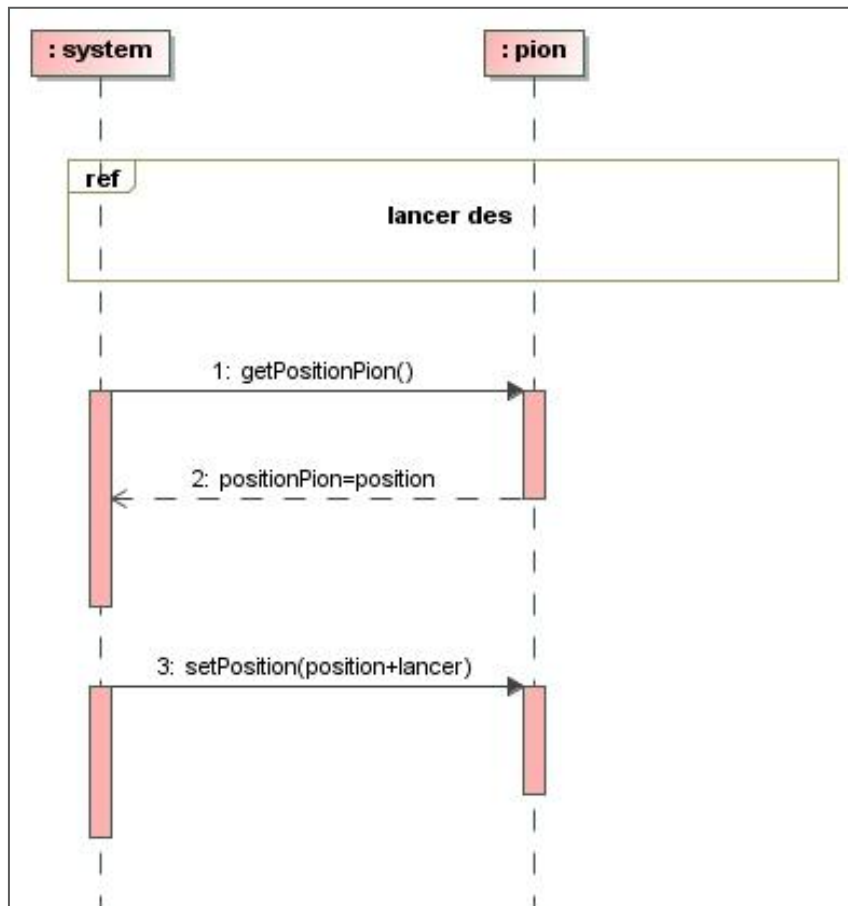 : system
: pion
ref
lancer des
1: getPositionPion()
2: positionPion=position
3: setPosition(position+lancer)